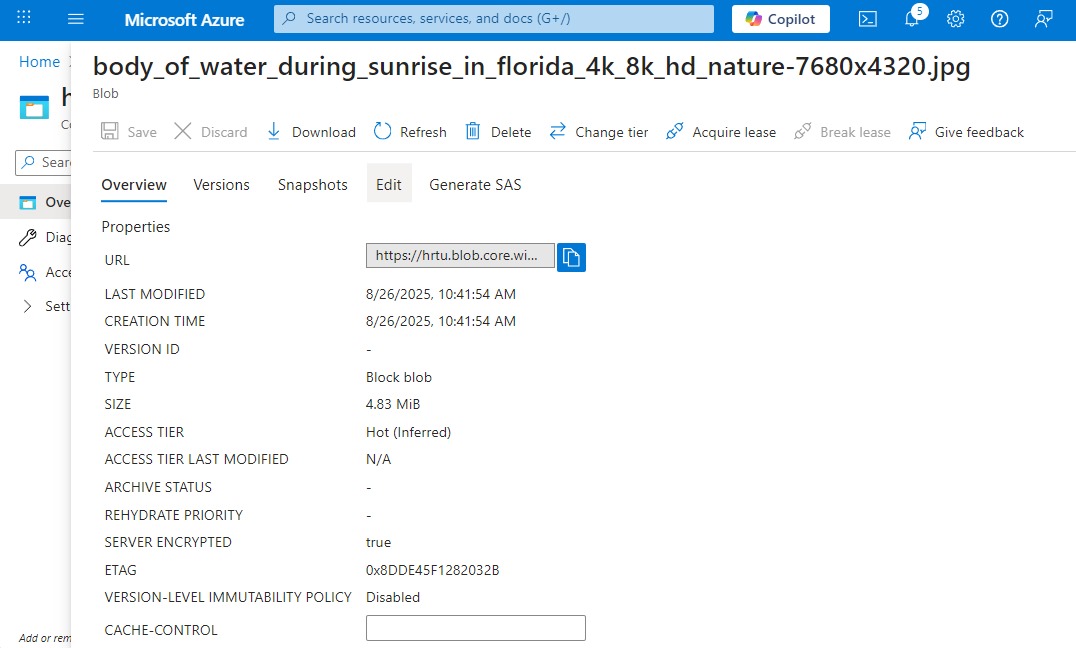 Microsoft Azure
Search resources, services, and docs (G+/)
Copilot
5
Home
body_of_water_during_sunrise_in_florida_4k_8k_hd_nature-7680x4320.jpg
Blob
Save
Discard
Download
Refresh
Delete
Change tier
Acquire lease
Break lease
Give feedback
Sear
Ove
Diag
Acce
Sett
Add or rem
Overview
Versions
Snapshots
Edit
Generate SAS
Properties
URL https://hrtu.blob.core.wi...
LAST MODIFIED 8/26/2025, 10:41:54 AM
CREATION TIME 8/26/2025, 10:41:54 AM
VERSION ID -
TYPE Block blob
SIZE 4.83 MiB
ACCESS TIER Hot (Inferred)
ACCESS TIER LAST MODIFIED N/A
ARCHIVE STATUS -
REHYDRATE PRIORITY -
SERVER ENCRYPTED true
ETAG 0x8DDE45F1282032B
VERSION-LEVEL IMMUTABILITY POLICY Disabled
CACHE-CONTROL